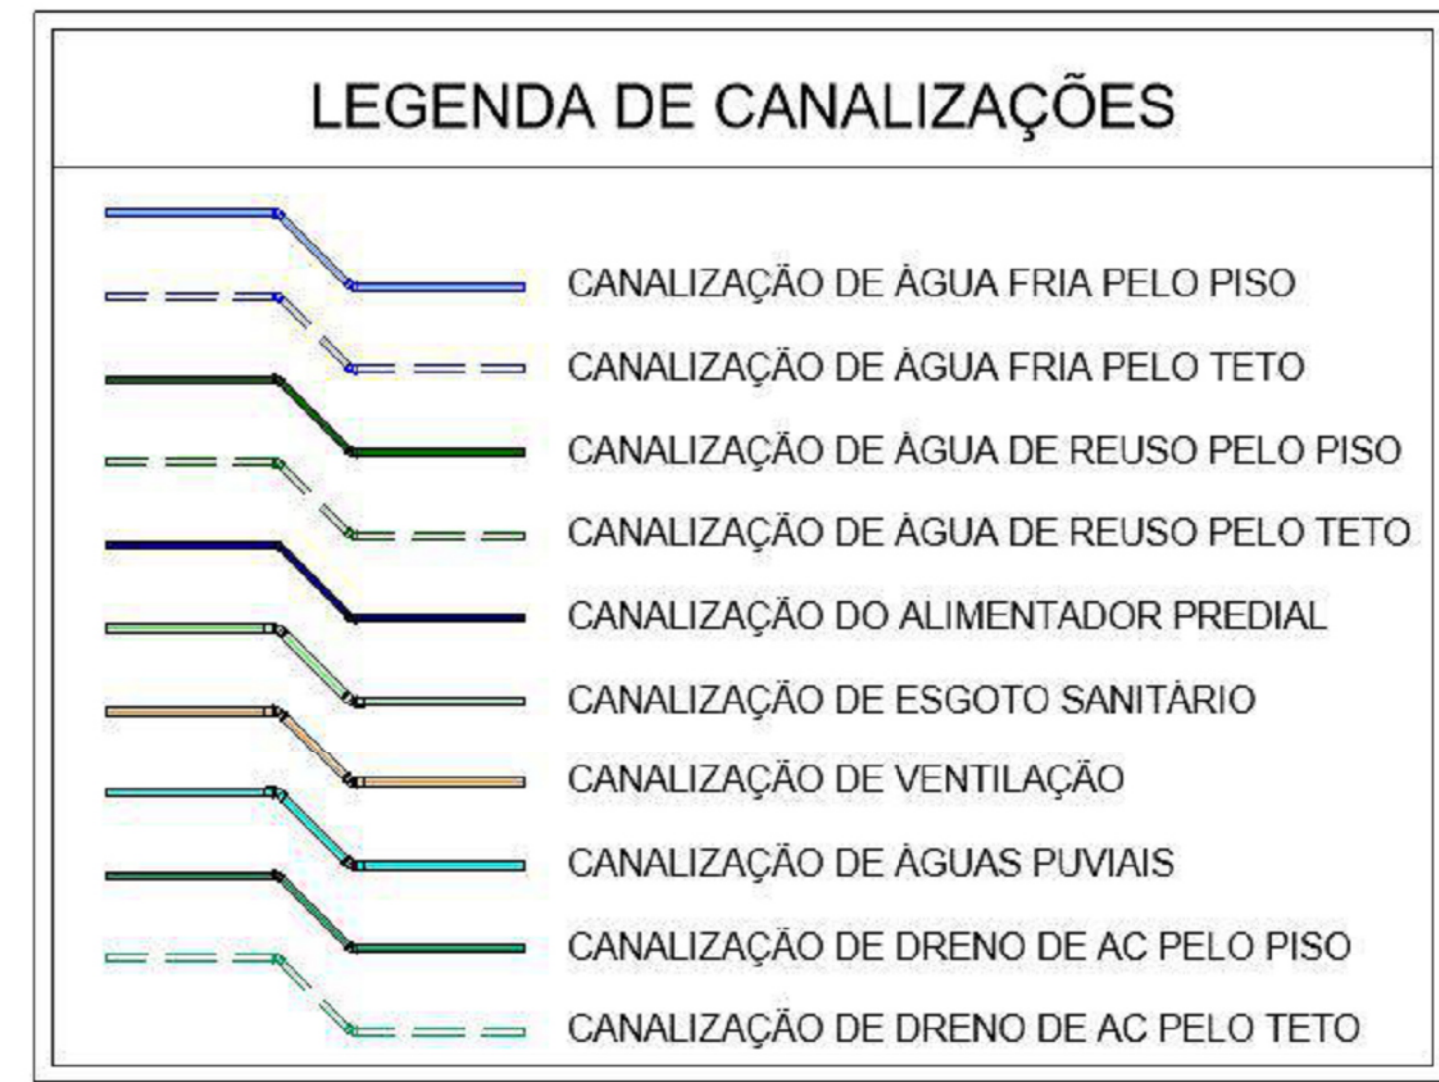 LEGENDA DE CANALIZAÇÕES
CANALIZAÇÃO DE ÁGUA FRIA PELO PISO
CANALIZAÇÃO DE ÁGUA FRIA PELO TETO
CANALIZAÇÃO DE ÁGUA DE REUSO PELO PISO
CANALIZAÇÃO DE ÁGUA DE REUSO PELO TETO
CANALIZAÇÃO DO ALIMENTADOR PREDIAL
CANALIZAÇÃO DE ESGOTO SANITÁRIO
CANALIZAÇÃO DE VENTILAÇÃO
CANALIZAÇÃO DE ÁGUAS PUVIAIS
CANALIZAÇÃO DE DRENO DE AC PELO PISO
CANALIZAÇÃO DE DRENO DE AC PELO TETO